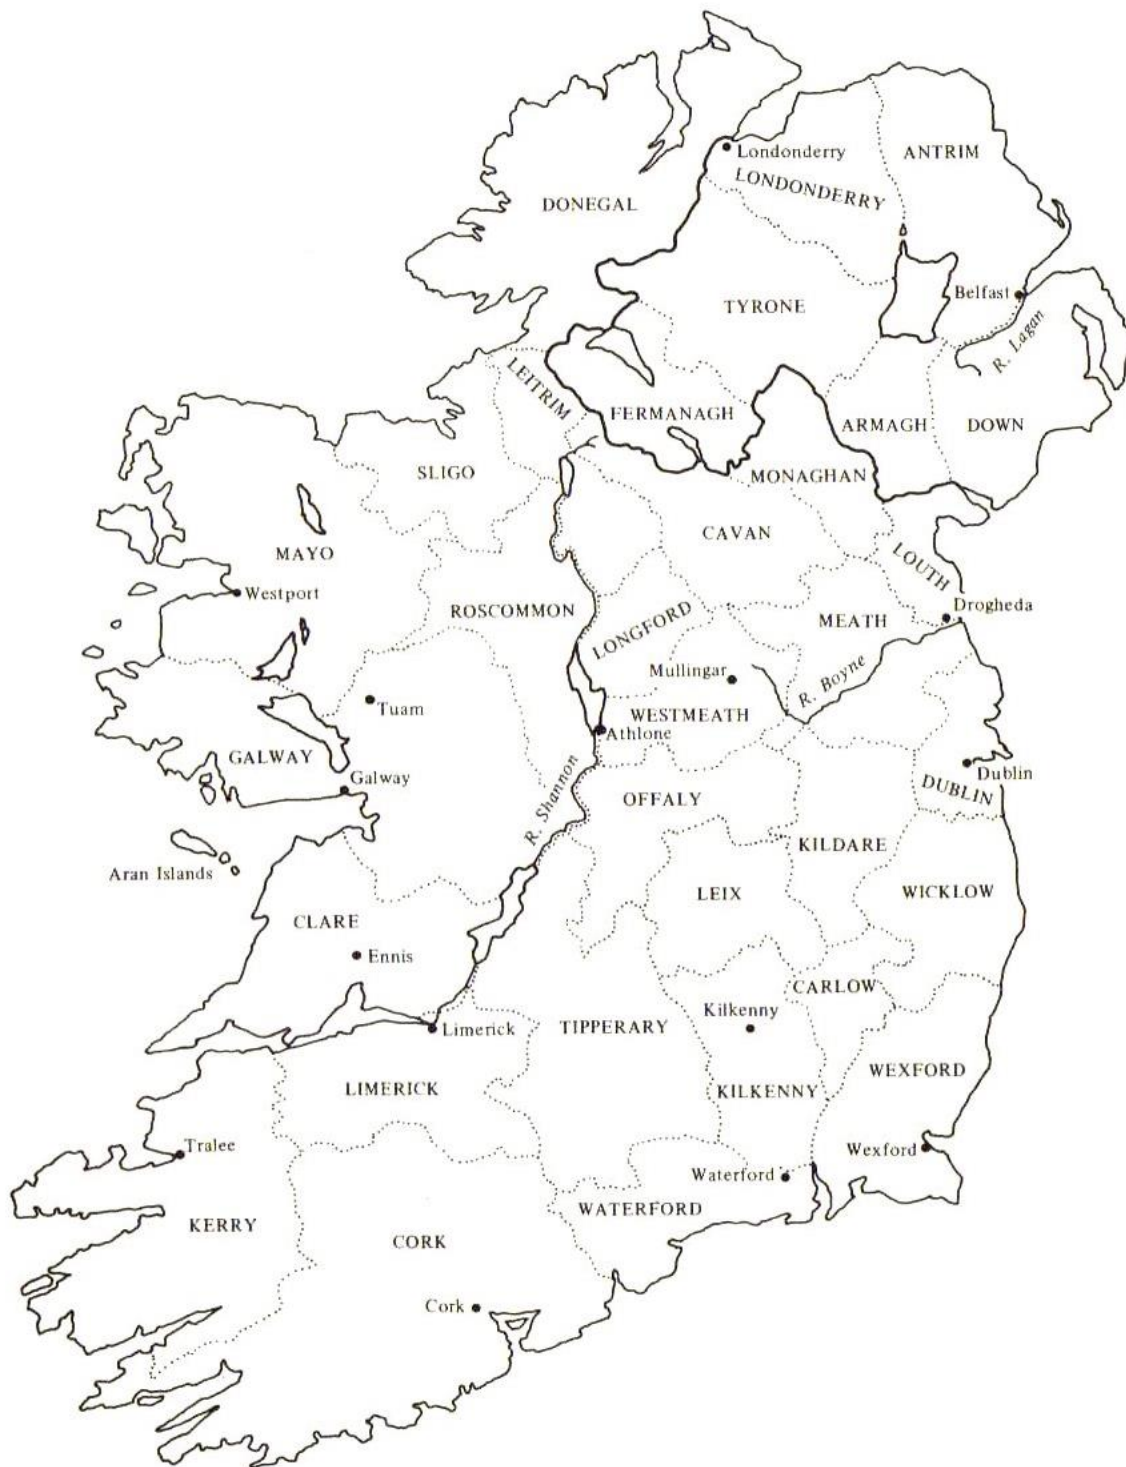 Londonderry
ANTRIM
LONDONDERRY
DONEGAL
Belfast
TYRONE
R. Lagan
LEITRIM
FERMANAGH
ARMAGH
DOWN
SLIGO
MONAGHAN
CAVAN
MAYO
LOUTH
Westport
ROSCOMMON
Drogheda
LONGFORD
MEATH
Mullingar
R. Boyne
Tuam
WESTMEATH
Athlone
GALWAY
Galway
R. Shannon
OFFALY
Dublin
DUBLIN
KILDARE
Aran Islands
LEIX
WICKLOW
CLARE
Ennis
CARLOW
Kilkenny
Limerick
TIPPERARY
WEXFORD
LIMERICK
KILKENNY
Tralee
Wexford
Waterford
WATERFORD
KERRY
CORK
Cork